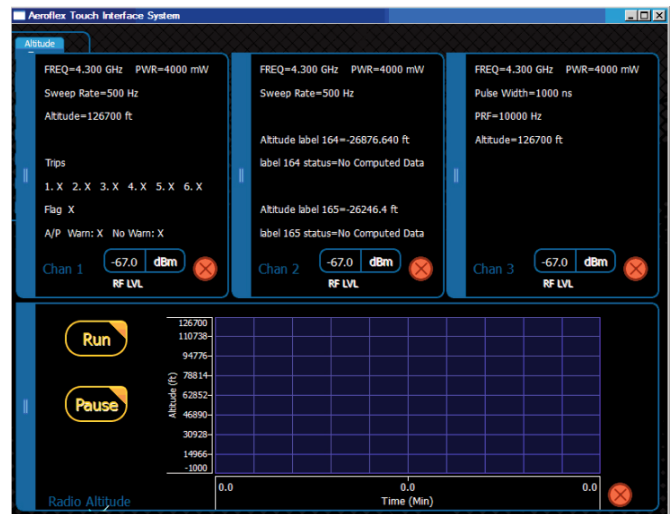 Aeroflex Touch Interface System
Altitude
FREQ=4.300 GHz PWR=4000 mW
Sweep Rate=500 Hz
Altitude=126700 ft
Trips
1. X 2. X 3. X 4. X 5. X 6. X
Flag X
A/P Warn: X No Warn: X
Chan 1
-67.0 dBm
RF LVL
FREQ=4.300 GHz PWR=4000 mW
Sweep Rate=500 Hz
Altitude label 164=-26876.640 ft
label 164 status=No Computed Data
Altitude label 165=-26246.4 ft
label 165 status=No Computed Data
Chan 2
-67.0 dBm
RF LVL
FREQ=4.300 GHz PWR=4000 mW
Pulse Width=1000 ns
PRF=10000 Hz
Altitude=126700 ft
Chan 3
-67.0 dBm
RF LVL
Run
Pause
Altitude (ft)
126700
110738
94776
78814
62852
46890
30928
14966
-1000
0.0 0.0 0.0
Time (Min)
Radio Altitude